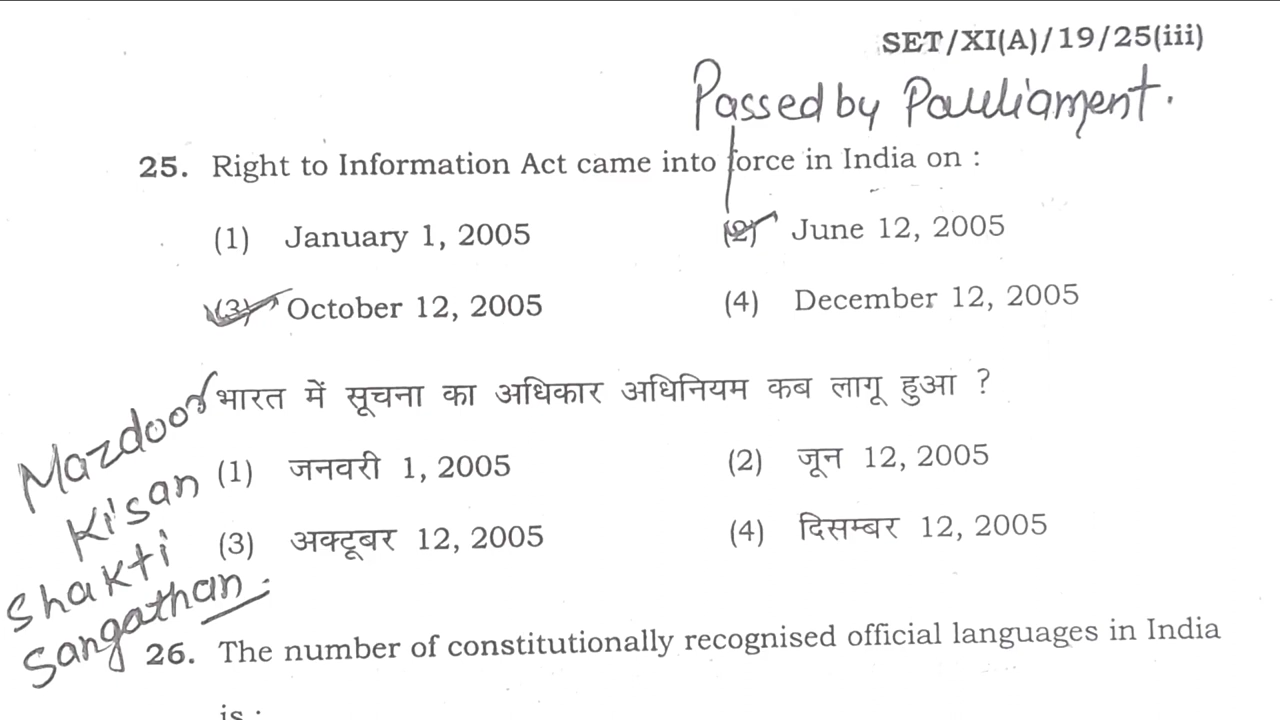 SET/XI(A)/19/25(iii)
Passed by Pauliament.
25. Right to Information Act came into force in India on :
(1) January 1, 2005 (2) June 12, 2005
(3) October 12, 2005 (4) December 12, 2005
भारत में सूचना का अधिकार अधिनियम कब लागू हुआ ?
(1) जनवरी 1, 2005 (2) जून 12, 2005
(3) अक्टूबर 12, 2005 (4) दिसम्बर 12, 2005
Mazdoor
Kisan
Shakti
Sangathan.
26. The number of constitutionally recognised official languages in India
is :